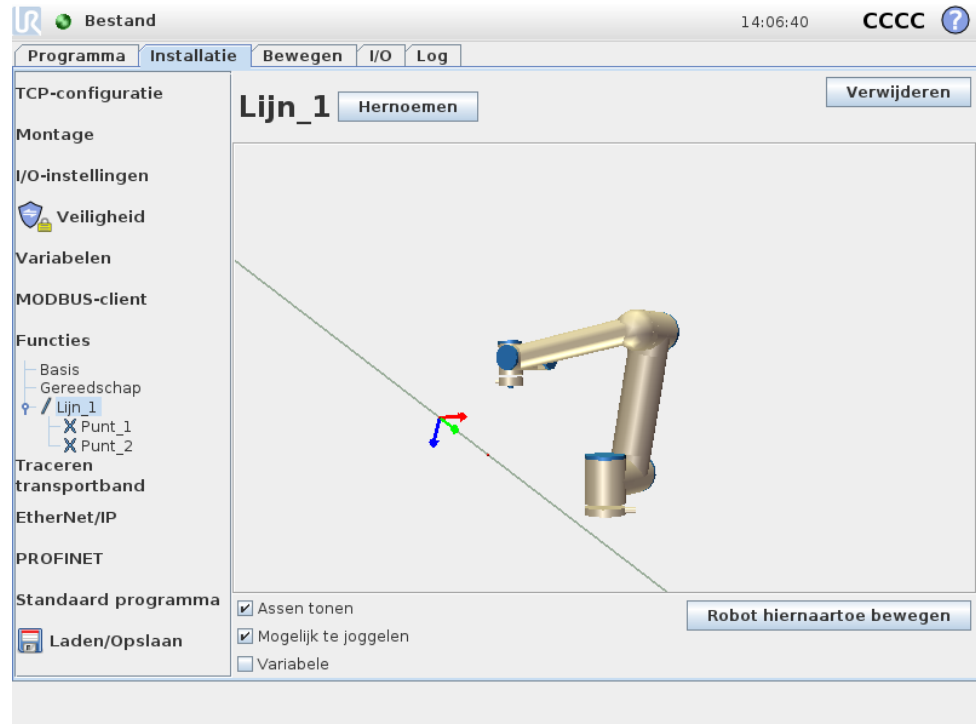 UR Bestand 14:06:40 CCCC ?
Programma Installatie Bewegen I/O Log
TCP-configuratie
Montage
I/O-instellingen
Veiligheid
Variabelen
MODBUS-client
Functies
Basis
Gereedschap
Lijn_1
Punt_1
Punt_2
Traceren
transportband
EtherNet/IP
PROFINET
Standaard programma
Laden/Opslaan
Lijn_1 Hernoemen Verwijderen
Assen tonen
Mogelijk te joggelen
Variabele
Robot hiernaartoe bewegen